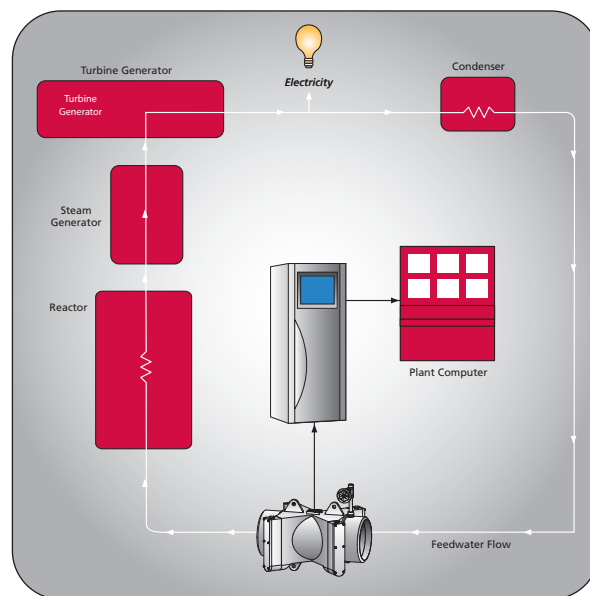 Turbine Generator
Electricity
Condenser
Turbine
Generator
Steam
Generator
Reactor
Plant Computer
Feedwater Flow